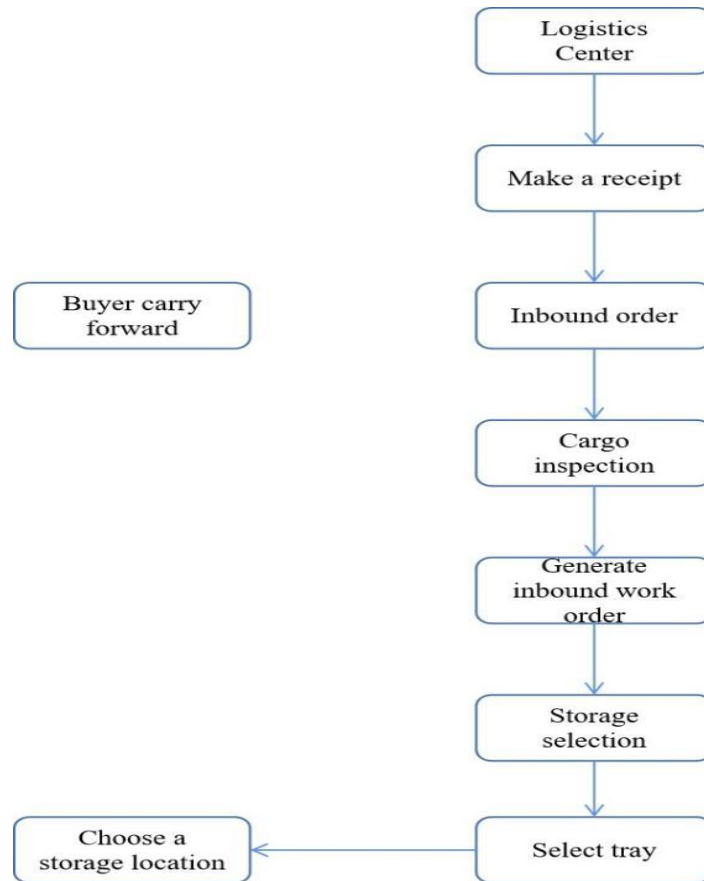 Logistics
Center
Make a receipt
Buyer carry
forward
Inbound order
Cargo
inspection
Generate
inbound work
order
Storage
selection
Choose a
storage location
Select tray